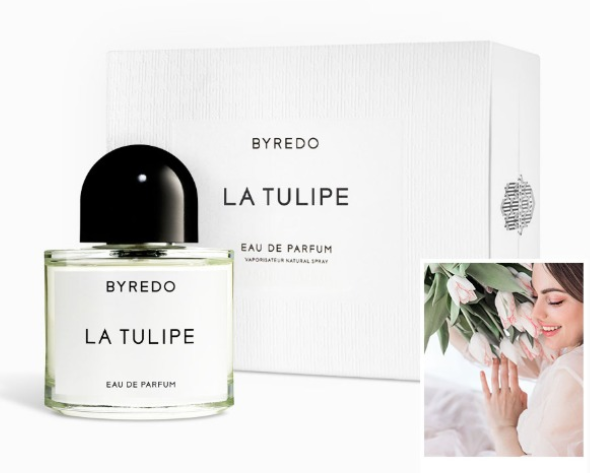 BYREDO
LA TULIPE
EAU DE PARFUM
VAPORISATEUR NATURAL SPRAY
BYREDO
LA TULIPE
EAU DE PARFUM